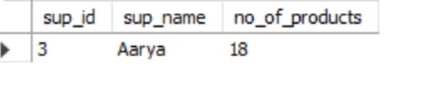 sup_id sup_name no_of_products
3 Aarya 18